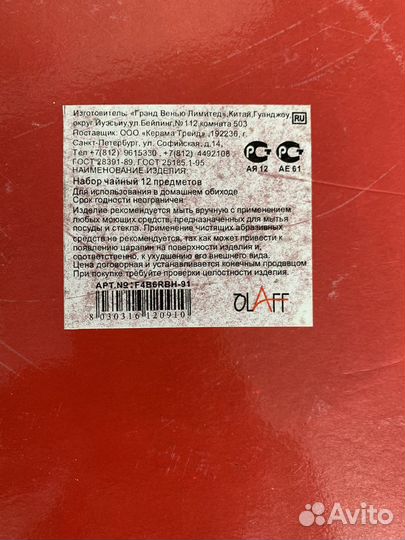 Изготовитель: «Гранд Венью Лимитед»,Китай,Гуанджоу,
округ Йуэсьиу,ул.Бейлинг,№112,комната 503
RU
Поставщик: ООО «Керама Трейд»,192236, г.
Санкт-Петербург, ул. Софийская, д.14,
Тел +7(812) 9615330 ,+7(812) 4492108
ГОСТ 28391-89, ГОСТ 25185.1-95
АЯ 12 АЕ 61
НАИМЕНОВАНИЕ ИЗДЕЛИЯ
Набор чайный 12 предметов
Для использования в домашнем обиходе
Срок годности неограничен
Изделие рекомендуется мыть вручную с применением
любых моющих средств, предназначенных для мытья
посуды и стекла. Применение чистящих абразивных
средств не рекомендуется, так как может привести к
появлению царапин на поверхности изделия и,
соответственно, к ухудшению его внешнего вида.
Цена договорная и устанавливается конечным продавцом
При покупке требуйте проверки целостности изделия.
АРТ.№:F4B6RBH-91
8 030316 120910
OLAFF
Avito